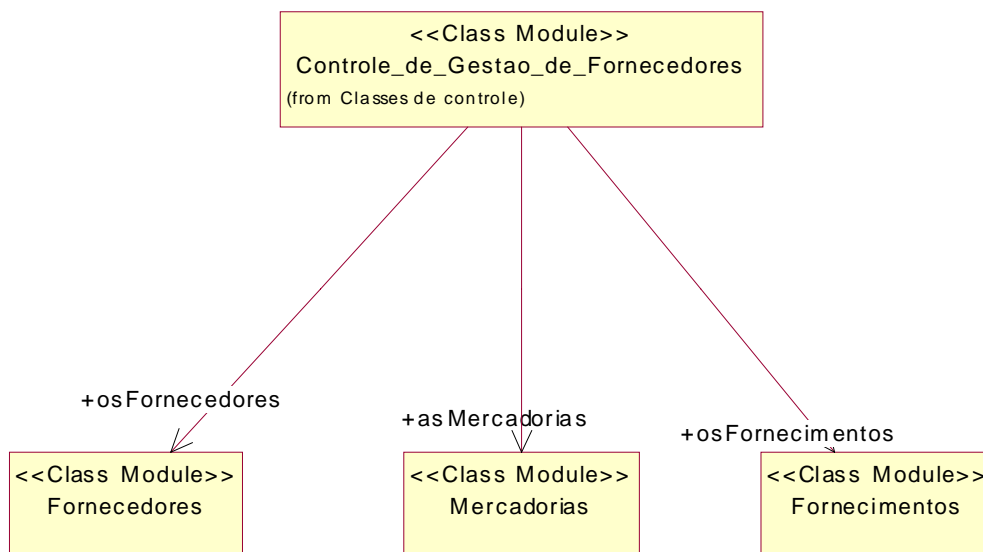 <<Class Module>>
Controle_de_Gestao_de_Fornecedores
(from Classes de controle)
+osFornecedores
+asMercadorias
+osFornecimentos
<<Class Module>>
Fornecedores
<<Class Module>>
Mercadorias
<<Class Module>>
Fornecimentos